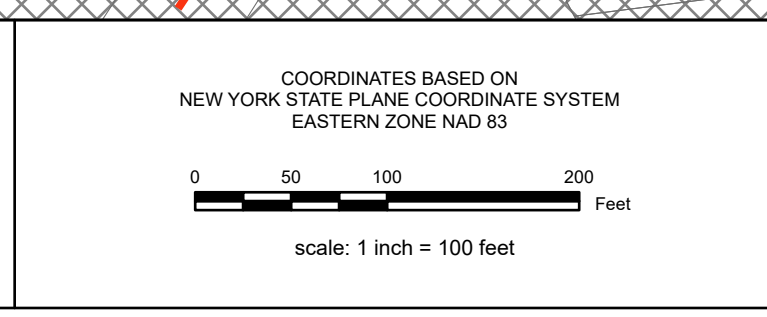 COORDINATES BASED ON
NEW YORK STATE PLANE COORDINATE SYSTEM
EASTERN ZONE NAD 83
0 50 100 200
Feet
scale: 1 inch = 100 feet